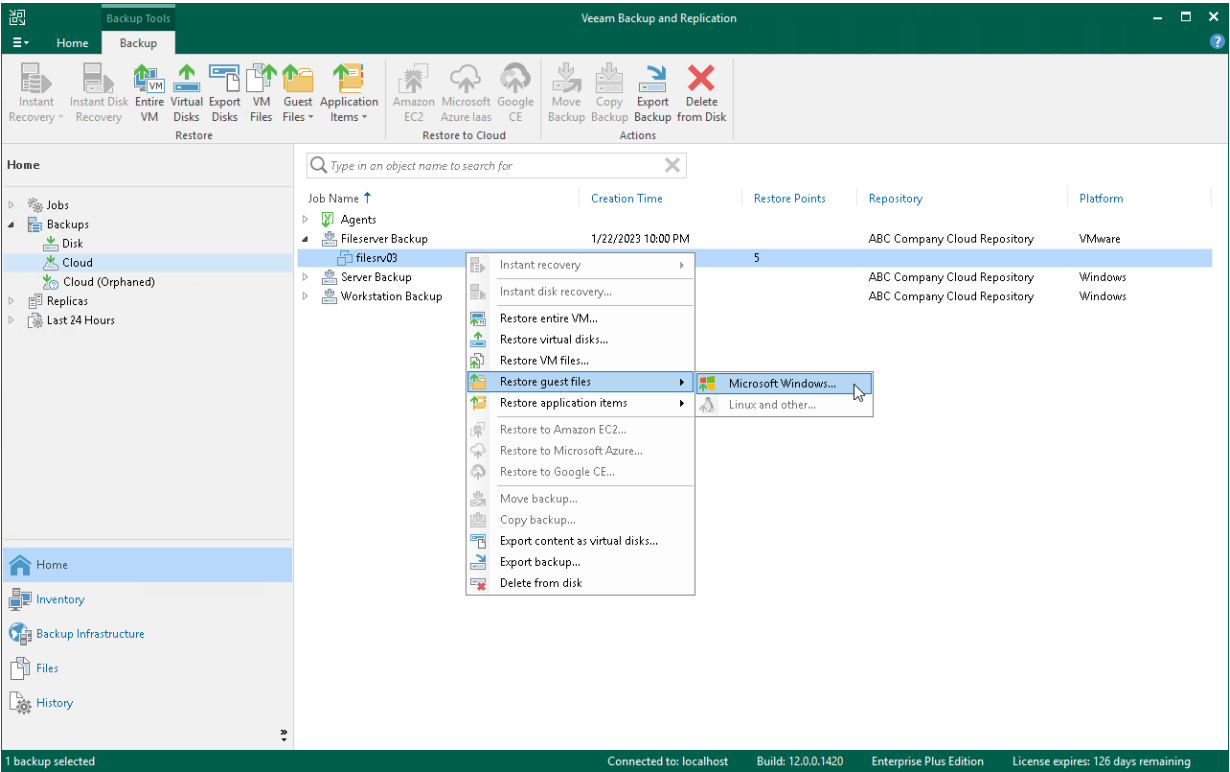 Backup Tools
Veeam Backup and Replication
Home Backup
Instant Recovery
Instant Disk Recovery
Entire VM
Virtual Disks
Export Disks
VM Files
Guest Files
Application Items
Amazon EC2
Microsoft Azure Iaas
Google CE
Move Backup
Copy Backup
Export Backup
Delete from Disk
Restore
Restore to Cloud
Actions
Home
Jobs
Backups
Disk
Cloud
Cloud (Orphaned)
Replicas
Last 24 Hours
Type in an object name to search for
Job Name Creation Time Restore Points Repository Platform
Agents
Fileserver Backup 1/22/2023 10:00 PM ABC Company Cloud Repository VMware
filesrv03 5
Server Backup ABC Company Cloud Repository Windows
Workstation Backup ABC Company Cloud Repository Windows
Instant recovery
Instant disk recovery...
Restore entire VM...
Restore virtual disks...
Restore VM files...
Restore guest files
Restore application items
Restore to Amazon EC2...
Restore to Microsoft Azure...
Restore to Google CE...
Move backup...
Copy backup...
Export content as virtual disks...
Export backup...
Delete from disk
Microsoft Windows...
Linux and other...
Home
Inventory
Backup Infrastructure
Files
History
1 backup selected
Connected to: localhost
Build: 12.0.0.1420
Enterprise Plus Edition
License expires: 126 days remaining